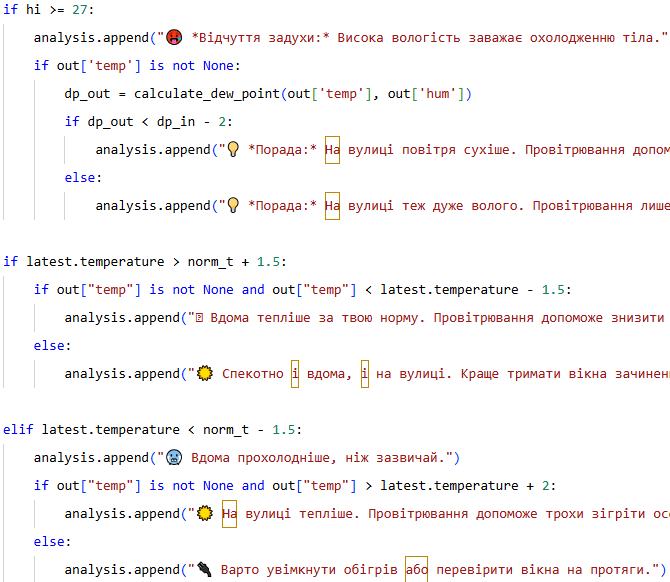 if hi >= 27:
analysis.append("🥵 *Відчуття задухи:* Висока вологість заважає охолодженню тіла."
if out['temp'] is not None:
dp_out = calculate_dew_point(out['temp'], out['hum'])
if dp_out < dp_in - 2:
analysis.append("💡 *Порада:* На вулиці повітря сухіше. Провітрювання допом
else:
analysis.append("💡 *Порада:* На вулиці теж дуже волого. Провітрювання лише
if latest.temperature > norm_t + 1.5:
if out["temp"] is not None and out["temp"] < latest.temperature - 1.5:
analysis.append(" Вдома тепліше за твою норму. Провітрювання допоможе знизити
else:
analysis.append("☀️ Спекотно і вдома, і на вулиці. Краще тримати вікна зачинен
elif latest.temperature < norm_t - 1.5:
analysis.append("🥶 Вдома прохолодніше, ніж зазвичай.")
if out["temp"] is not None and out["temp"] > latest.temperature + 2:
analysis.append("☀️ На вулиці тепліше. Провітрювання допоможе трохи зігріти ос
else:
analysis.append("🔌 Варто увімкнути обігрів або перевірити вікна на протяги.")